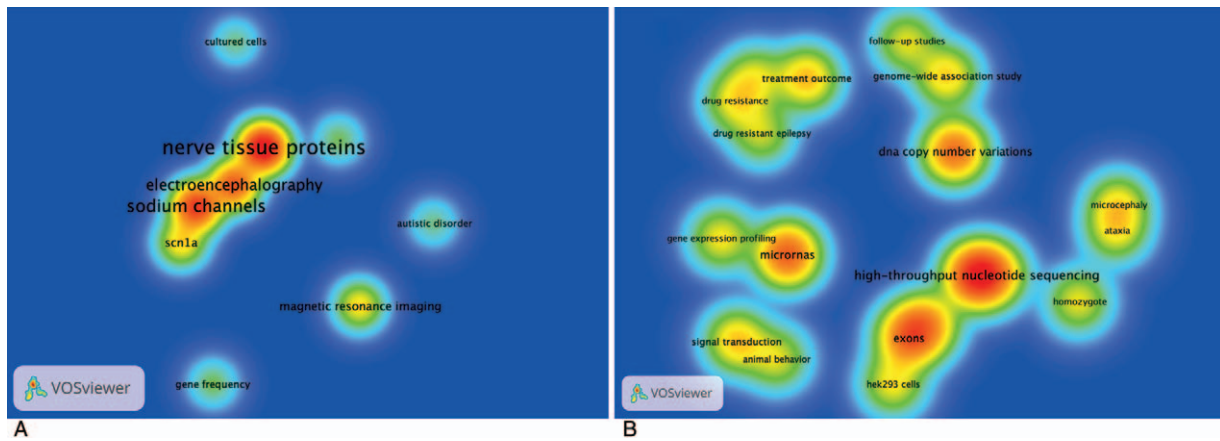 cultured cells
nerve tissue proteins
electroencephalography
sodium channels
scn1a
autistic disorder
magnetic resonance imaging
gene frequency
VOSviewer
A
follow-up studies
treatment outcome
genome-wide association study
drug resistance
drug resistant epilepsy
dna copy number variations
microcephaly
ataxia
gene expression profiling
micrornas
high-throughput nucleotide sequencing
homozygote
signal transduction
exons
animal behavior
hek293 cells
VOSviewer
B